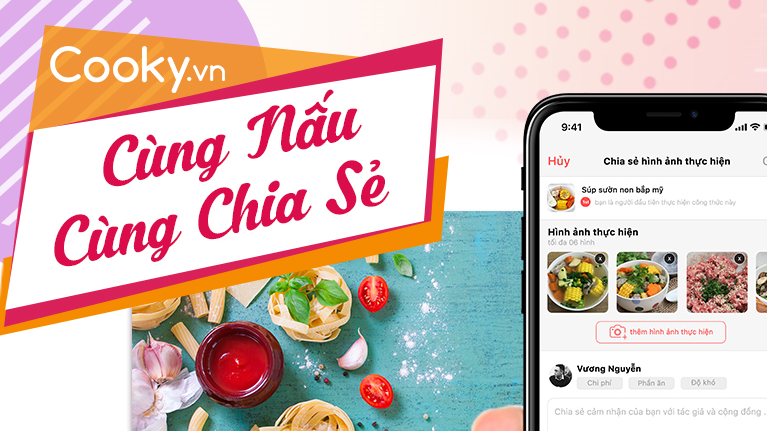 Cooky.vn
Cùng Nấu
Cùng Chia Sẻ
9:41
Hủy
Chia sẻ hình ảnh thực hiện
Súp sườn non bắp mỹ
bạn là người đầu tiên thực hiện công thức này
Hình ảnh thực hiện
tối đa 06 hình
X X X
thêm hình ảnh thực hiện
Vương Nguyễn
Chi phí Phần ăn Độ khó
Chia sẻ cảm nhận của bạn với tác giả và cộng đồng .